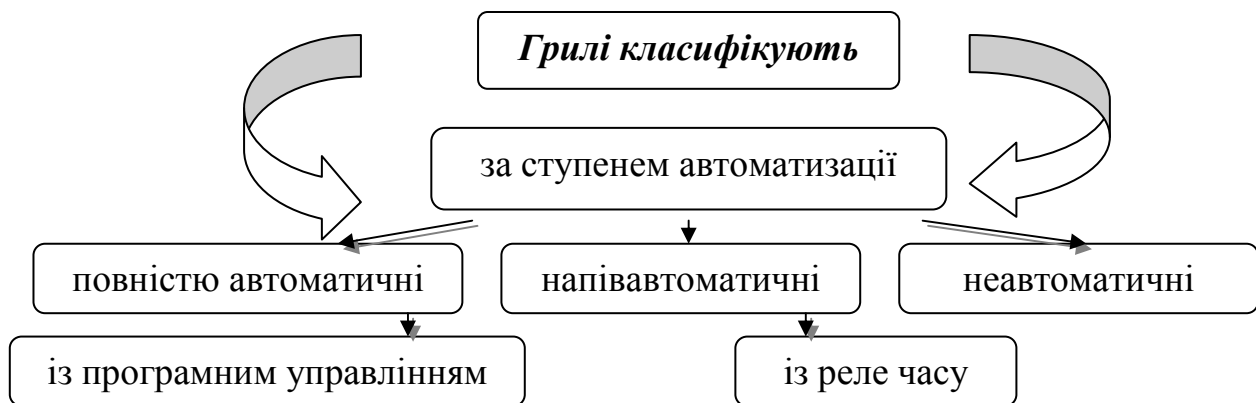 Грилі класифікують
за ступенем автоматизації
повністю автоматичні
напівавтоматичні
неавтоматичні
із програмним управлінням
із реле часу